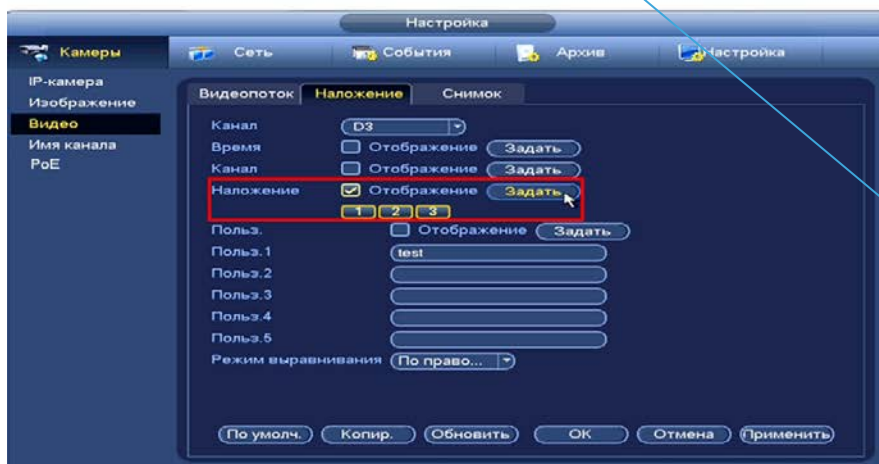 Настройка
Камеры Сеть События Архив Настройка
IP-камера
Изображение
Видео
Имя канала
PoE
Видеопоток Наложение Снимок
Канал D3
Время Отображение Задать
Канал Отображение Задать
Наложение Отображение Задать
1 2 3
Польз. Отображение Задать
Польз.1 test
Польз.2
Польз.3
Польз.4
Польз.5
Режим выравнивания По право...
По умолч. Копир. Обновить OK Отмена Применить